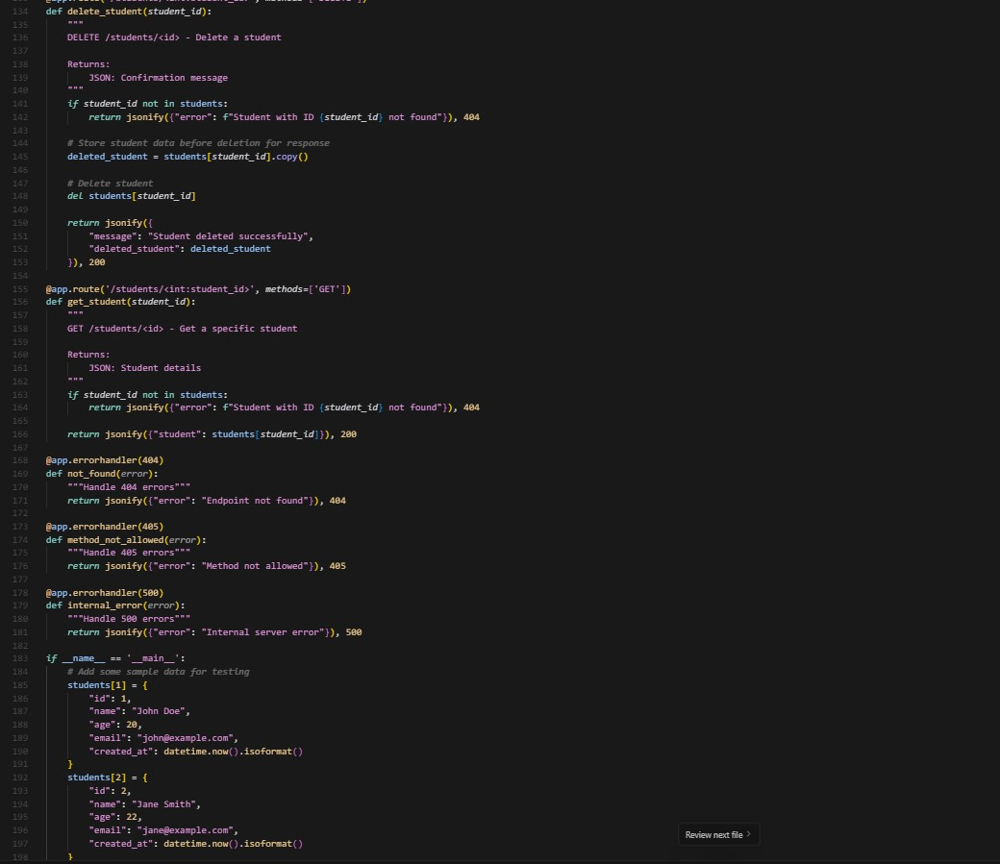 134 def delete_student(student_id):
135     """
136     DELETE /students/<id> - Delete a student
137
138     Returns:
139         JSON: Confirmation message
140     """
141     if student_id not in students:
142         return jsonify({"error": f"Student with ID {student_id} not found"}), 404
143
144     # Store student data before deletion for response
145     deleted_student = students[student_id].copy()
146
147     # Delete student
148     del students[student_id]
149
150     return jsonify({
151         "message": "Student deleted successfully",
152         "deleted_student": deleted_student
153     }), 200
154
155 @app.route('/students/<int:student_id>', methods=['GET'])
156 def get_student(student_id):
157     """
158     GET /students/<id> - Get a specific student
159
160     Returns:
161         JSON: Student details
162     """
163     if student_id not in students:
164         return jsonify({"error": f"Student with ID {student_id} not found"}), 404
165
166     return jsonify({"student": students[student_id]}), 200
167
168 @app.errorhandler(404)
169 def not_found(error):
170     """Handle 404 errors"""
171     return jsonify({"error": "Endpoint not found"}), 404
172
173 @app.errorhandler(405)
174 def method_not_allowed(error):
175     """Handle 405 errors"""
176     return jsonify({"error": "Method not allowed"}), 405
177
178 @app.errorhandler(500)
179 def internal_error(error):
180     """Handle 500 errors"""
181     return jsonify({"error": "Internal server error"}), 500
182
183 if __name__ == '__main__':
184     # Add some sample data for testing
185     students[1] = {
186         "id": 1,
187         "name": "John Doe",
188         "age": 20,
189         "email": "john@example.com",
190         "created_at": datetime.now().isoformat()
191     }
192     students[2] = {
193         "id": 2,
194         "name": "Jane Smith",
195         "age": 22,
196         "email": "jane@example.com",
197         "created_at": datetime.now().isoformat()
198     }
Review next file >